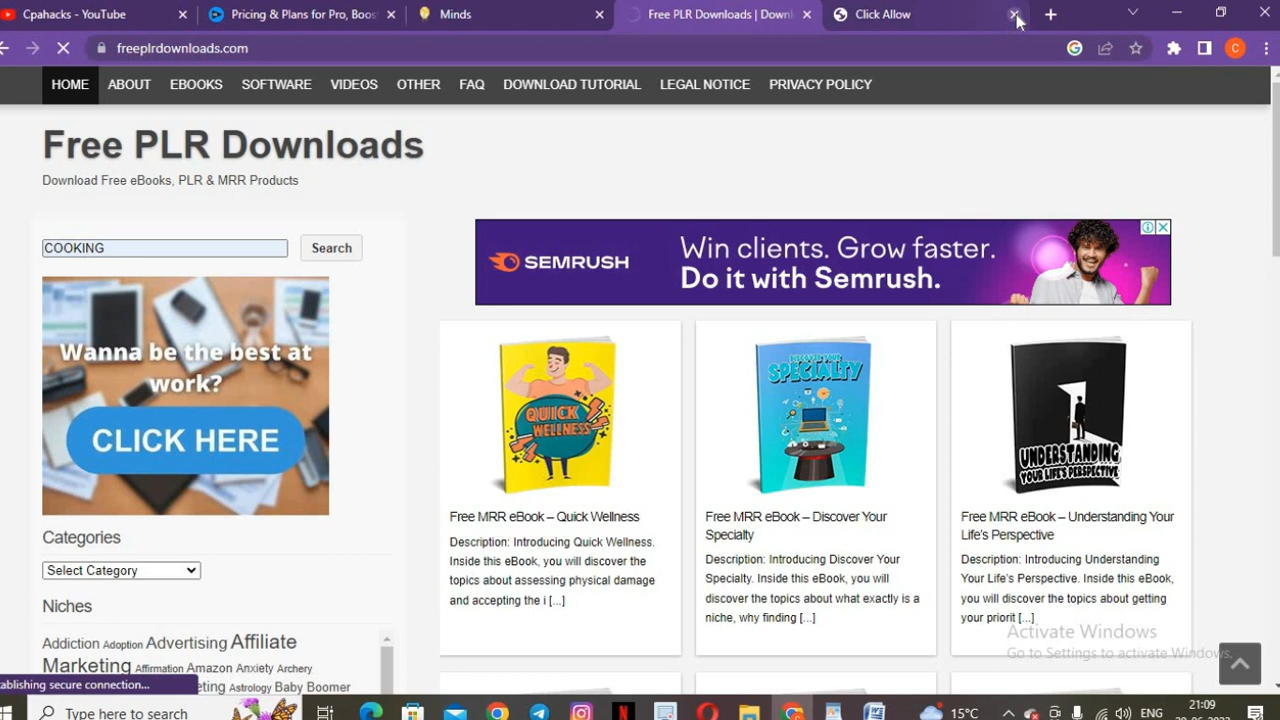 Cpahacks - YouTube
Pricing & Plans for Pro, Boos
Minds
Free PLR Downloads | Downl
Click Allow
freeplrdownloads.com
HOME ABOUT EBOOKS SOFTWARE VIDEOS OTHER FAQ DOWNLOAD TUTORIAL LEGAL NOTICE PRIVACY POLICY
Free PLR Downloads
Download Free eBooks, PLR & MRR Products
COOKING
Search
SEMRUSH
Win clients. Grow faster.
Do it with Semrush.
Wanna be the best at
work?
CLICK HERE
Categories
Select Category
Niches
Addiction Adoption Advertising Affiliate
Marketing Affirmation Amazon Anxiety Archery
eting Astrology Baby Boomer
QUICK
WELLNESS
Free MRR eBook – Quick Wellness
Description: Introducing Quick Wellness.
Inside this eBook, you will discover the
topics about assessing physical damage
and accepting the i [...]
DISCOVER YOUR
SPECIALTY
Free MRR eBook – Discover Your
Specialty
Description: Introducing Discover Your
Specialty. Inside this eBook, you will
discover the topics about what exactly is a
niche, why finding [...]
UNDERSTANDING
YOUR LIFE'S PERSPECTIVE
Free MRR eBook – Understanding Your
Life's Perspective
Description: Introducing Understanding
Your Life's Perspective. Inside this eBook,
you will discover the topics about getting
your priorit [...]
Activate Windows
Go to Settings to activate Windows.
tablishing secure connection...
Type here to search
15°C
ENG
21:09